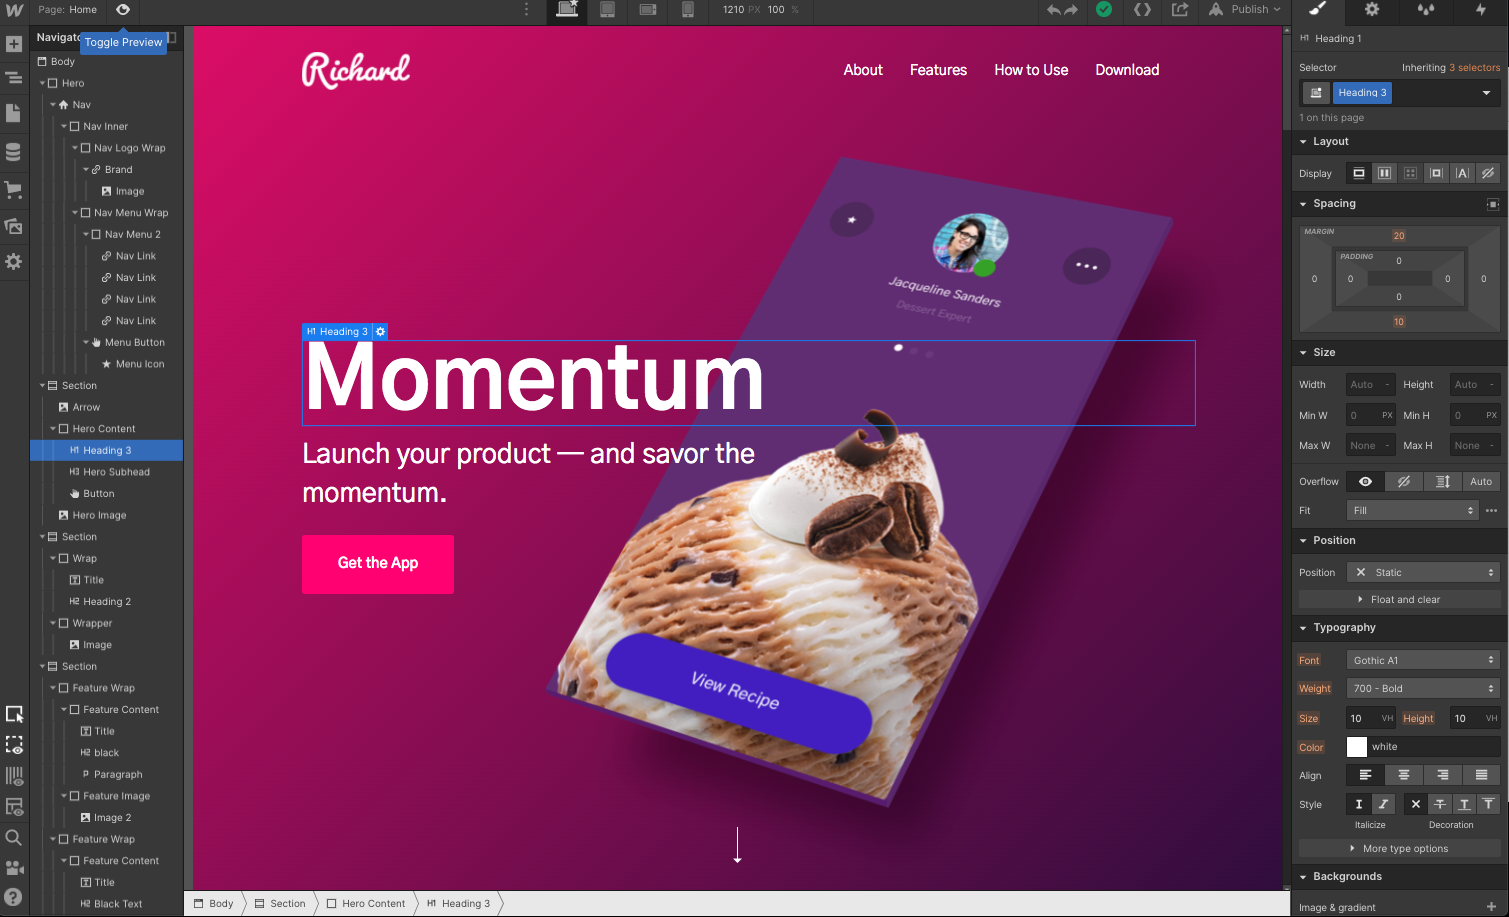 Page: Home
1210 PX 100 %
Publish
Navigato
Toggle Preview
Body
Hero
Nav
Nav Inner
Nav Logo Wrap
Brand
Image
Nav Menu Wrap
Nav Menu 2
Nav Link
Nav Link
Nav Link
Nav Link
Menu Button
Menu Icon
Section
Arrow
Hero Content
H1 Heading 3
H3 Hero Subhead
Button
Hero Image
Section
Wrap
Title
H2 Heading 2
Wrapper
Image
Section
Feature Wrap
Feature Content
Title
H2 black
P Paragraph
Feature Image
Image 2
Feature Wrap
Feature Content
Title
H2 Black Text
Richard
About Features How to Use Download
Jacqueline Sanders
Dessert Expert
H1 Heading 3
Momentum
Launch your product — and savor the
momentum.
Get the App
View Recipe
Body Section Hero Content H1 Heading 3
H1 Heading 1
Selector Inheriting 3 selectors
Heading 3
1 on this page
Layout
Display
Spacing
MARGIN
20
PADDING
0
0 0 0 0
0
10
Size
Width Auto - Height Auto -
Min W 0 PX Min H 0 PX
Max W None - Max H None -
Overflow Auto
Fit Fill
Position
Position Static
Float and clear
Typography
Font Gothic A1
Weight 700 - Bold
Size 10 VH Height 10 VH
Color white
Align
Style
Italicize Decoration
More type options
Backgrounds
Image & gradient